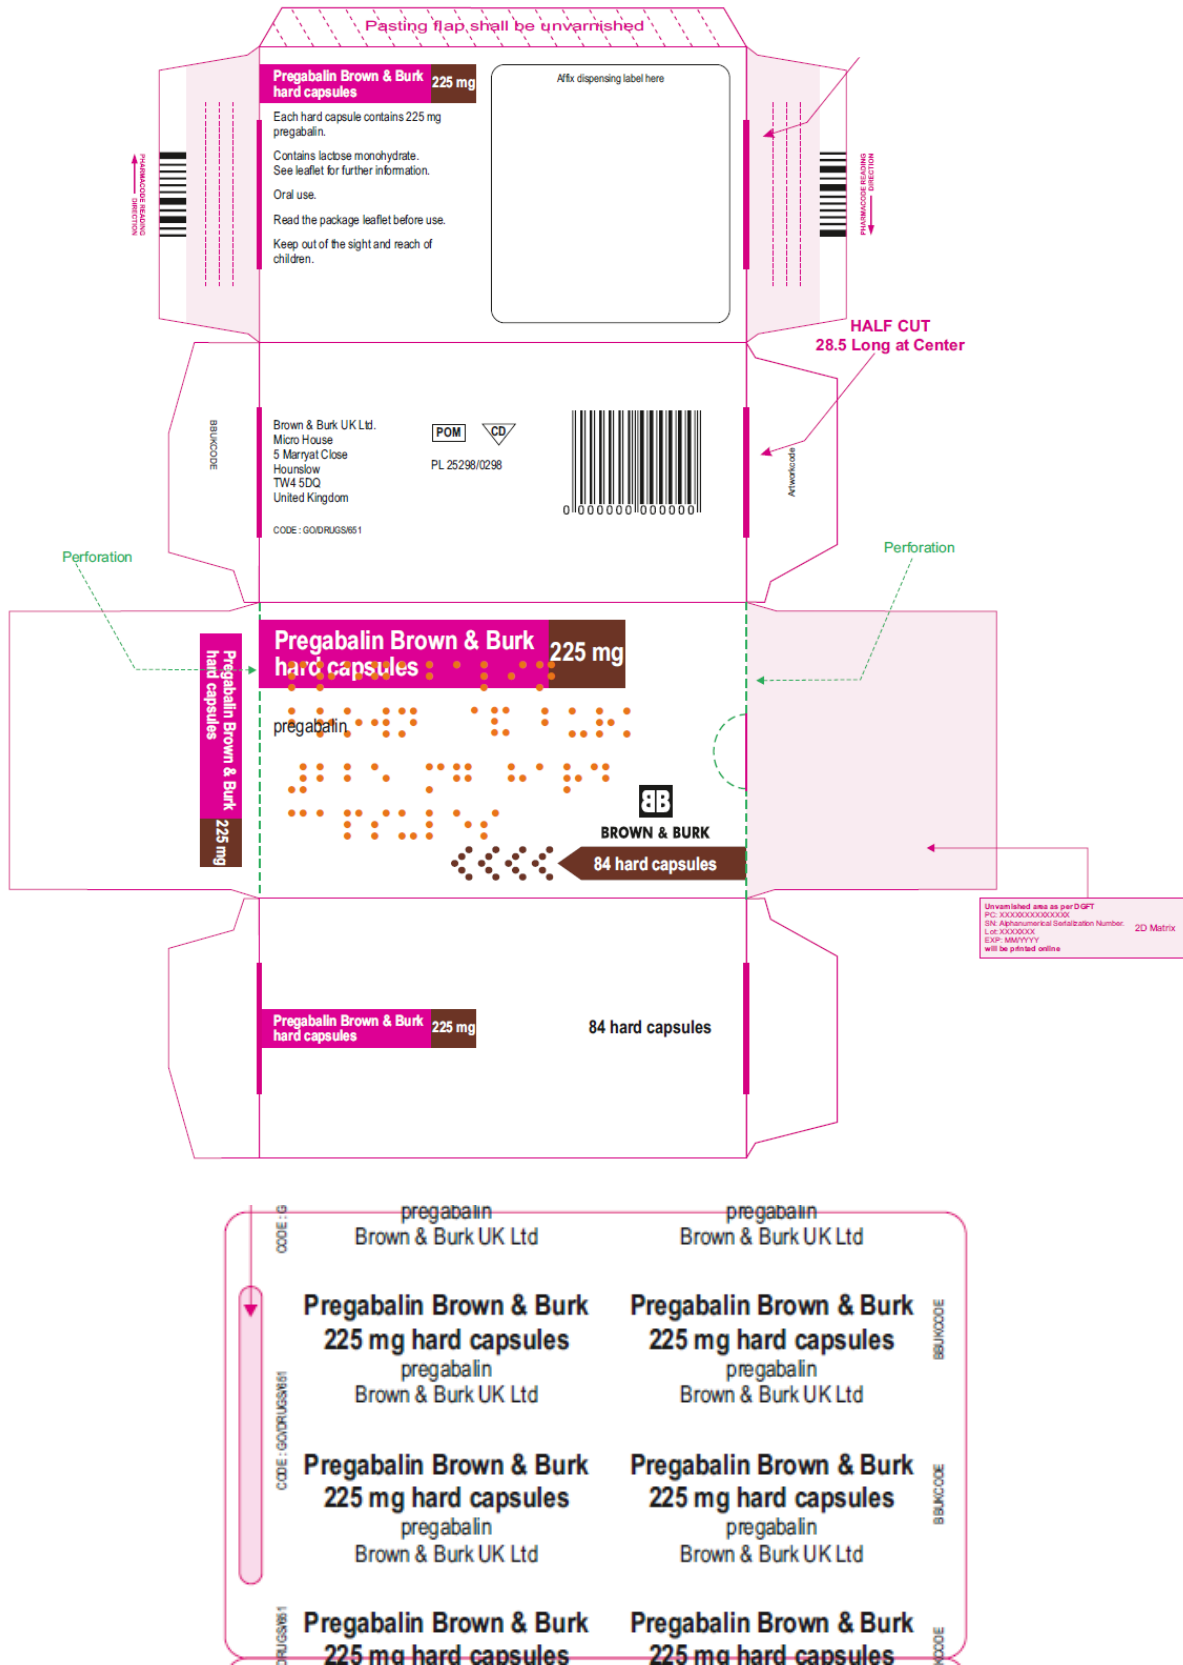 Pasting flap shall be unvarnished
Pregabalin Brown & Burk
hard capsules
225 mg
Each hard capsule contains 225 mg
pregabalin.
Contains lactose monohydrate.
See leaflet for further information.
Oral use.
Read the package leaflet before use.
Keep out of the sight and reach of
children.
Affix dispensing label here
PHARMACODE READING
DIRECTION
PHARMACODE READING
DIRECTION
HALF CUT
28.5 Long at Center
BBUKCODE
Brown & Burk UK Ltd.
Micro House
5 Marryat Close
Hounslow
TW4 5DQ
United Kingdom
CODE : GO/DRUGS/651
POM
CD
PL 25298/0298
0 000000 000000
Artworkcode
Perforation
Perforation
Pregabalin Brown & Burk
hard capsules
225 mg
Pregabalin Brown & Burk
hard capsules
225 mg
pregabalin
BB
BROWN & BURK
84 hard capsules
Unvarnished area as per DGFT
PC: XXXXXXXXXXXXXX
SN: Alphanumerical Serialization Number.
Lot: XXXXXXX
EXP: MM/YYYY
will be printed online
2D Matrix
Pregabalin Brown & Burk
hard capsules
225 mg
84 hard capsules
CODE : G
pregabalin
Brown & Burk UK Ltd
pregabalin
Brown & Burk UK Ltd
Pregabalin Brown & Burk
225 mg hard capsules
pregabalin
Brown & Burk UK Ltd
Pregabalin Brown & Burk
225 mg hard capsules
pregabalin
Brown & Burk UK Ltd
BBUKCODE
CODE : GO/DRUGS/651
Pregabalin Brown & Burk
225 mg hard capsules
pregabalin
Brown & Burk UK Ltd
Pregabalin Brown & Burk
225 mg hard capsules
pregabalin
Brown & Burk UK Ltd
BBUKCODE
DRUGS/651
Pregabalin Brown & Burk
225 mg hard capsules
Pregabalin Brown & Burk
225 mg hard capsules
KCODE